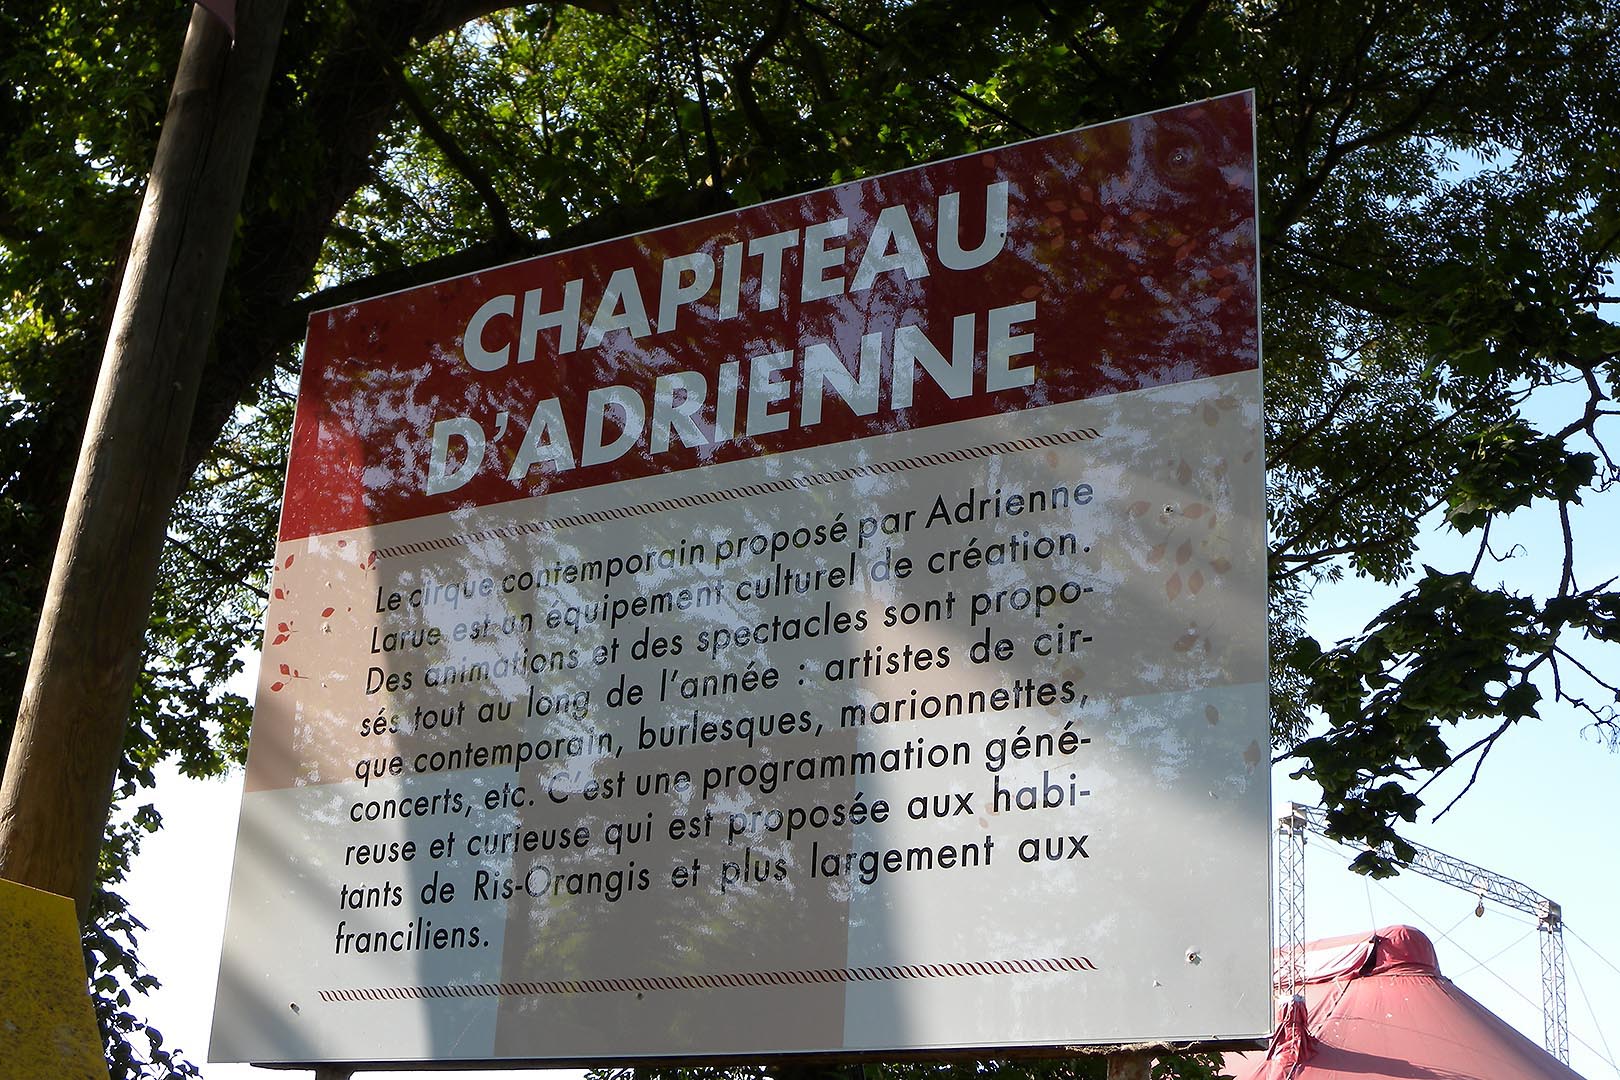 CHAPITEAU
D'ADRIENNE
Le cirque contemporain proposé par Adrienne
Larue est un équipement culturel de création.
Des animations et des spectacles sont propo-
sés tout au long de l'année : artistes de cir-
que contemporain, burlesques, marionnettes,
concerts, etc. C'est une programmation géné-
reuse et curieuse qui est proposée aux habi-
tants de Ris-Orangis et plus largement aux
franciliens.